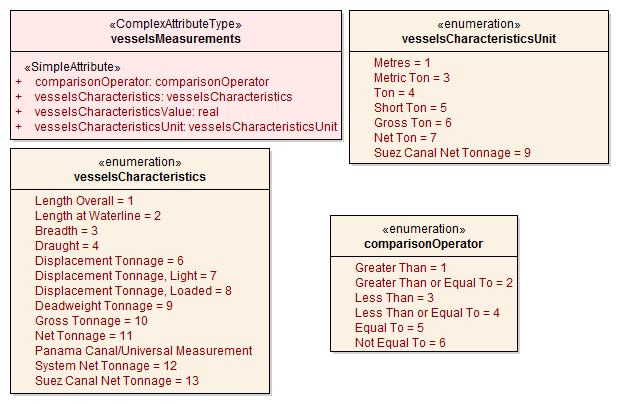 «ComplexAttributeType»
vesselsMeasurements
«SimpleAttribute»
+ comparisonOperator: comparisonOperator
+ vesselsCharacteristics: vesselsCharacteristics
+ vesselsCharacteristicsValue: real
+ vesselsCharacteristicsUnit: vesselsCharacteristicsUnit
«enumeration»
vesselsCharacteristicsUnit
Metres = 1
Metric Ton = 3
Ton = 4
Short Ton = 5
Gross Ton = 6
Net Ton = 7
Suez Canal Net Tonnage = 9
«enumeration»
vesselsCharacteristics
Length Overall = 1
Length at Waterline = 2
Breadth = 3
Draught = 4
Displacement Tonnage = 6
Displacement Tonnage, Light = 7
Displacement Tonnage, Loaded = 8
Deadweight Tonnage = 9
Gross Tonnage = 10
Net Tonnage = 11
Panama Canal/Universal Measurement
System Net Tonnage = 12
Suez Canal Net Tonnage = 13
«enumeration»
comparisonOperator
Greater Than = 1
Greater Than or Equal To = 2
Less Than = 3
Less Than or Equal To = 4
Equal To = 5
Not Equal To = 6